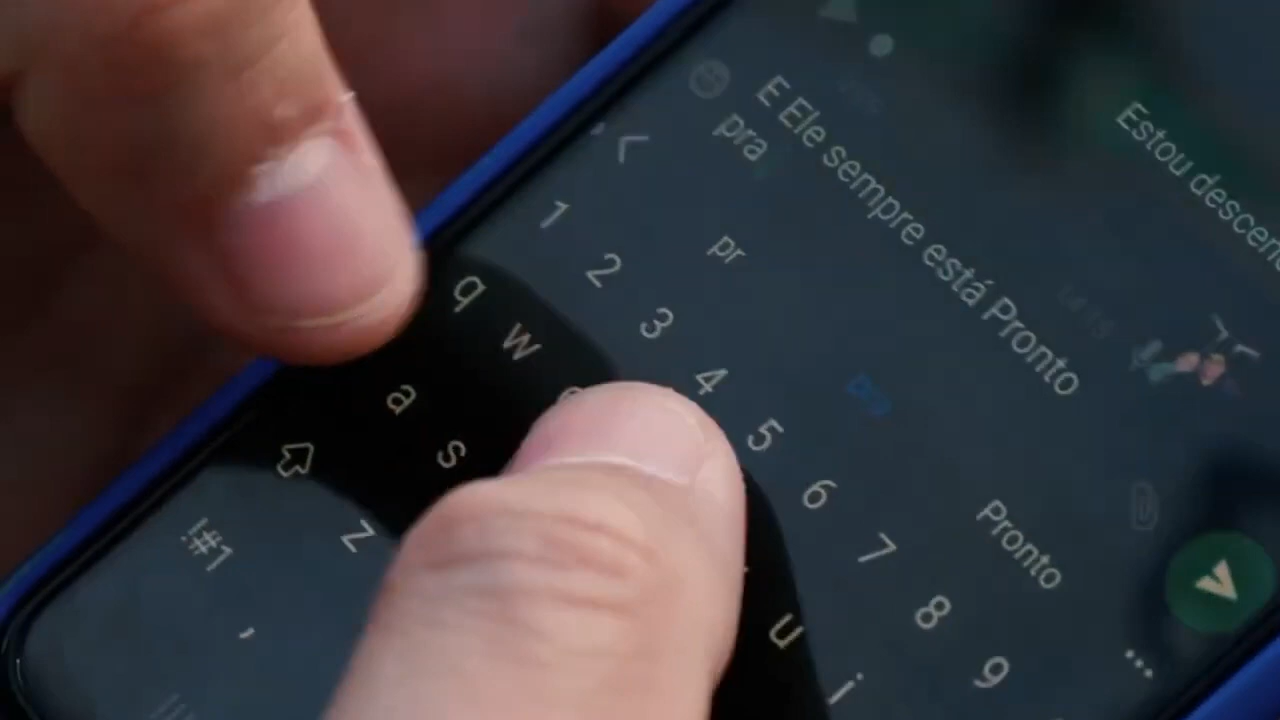 Estou descen
E Ele sempre está Pronto
pra
pr
Pronto
1 2 3 4 5 6 7 8 9
q w u i
a s
z
!#1
,
...